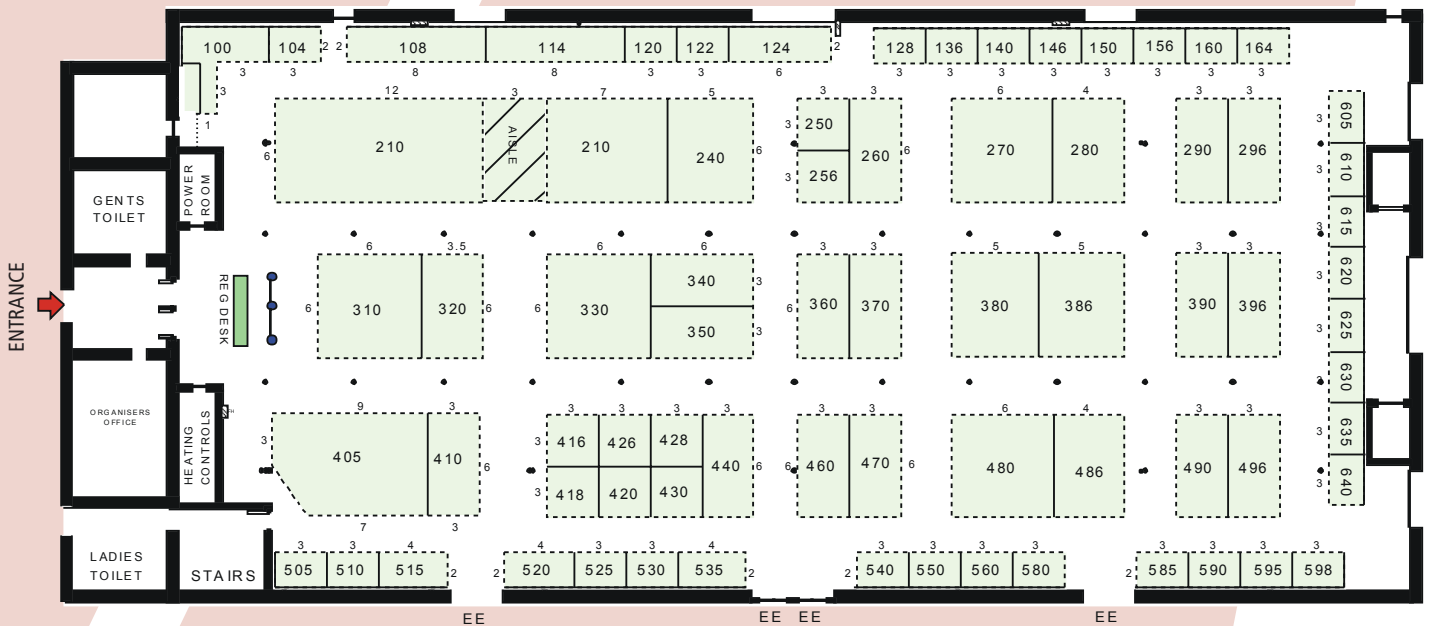 100 104 2 2 108 114 120 122 124 2 128 136 140 146 150 156 160 164
3 3 8 8 3 3 6 3 3 3 3 3 3 3 3
3
1
12 3 7 5 3 3 6 4 3 3
210 AISLE 210 240 6 3 250 260 6 270 280 290 296
6 3 256
3 605
3 610
3 615
3 620
3 625
3 630
3 635
3 640
POWER
ROOM
GENTS
TOILET
ENTRANCE
REG DESK
6 3.5 6 6 3 3 5 5 3 3
6 310 320 6 6 330 340 3 6 360 370 380 386 390 396
350 3
ORGANISERS
OFFICE
HEATING
CONTROLS
FH
9 3 3 3 3 3 3 3 6 4 3 3
3 405 410 6 3 416 426 428 440 6 6 460 470 6 480 486 490 496
3 418 420 430
7 3
LADIES
TOILET
STAIRS
3 3 4 4 3 3 4 3 3 3 3 3 3 3 3
505 510 515 2 2 520 525 530 535 2 2 540 550 560 580 2 585 590 595 598
EE EE EE EE